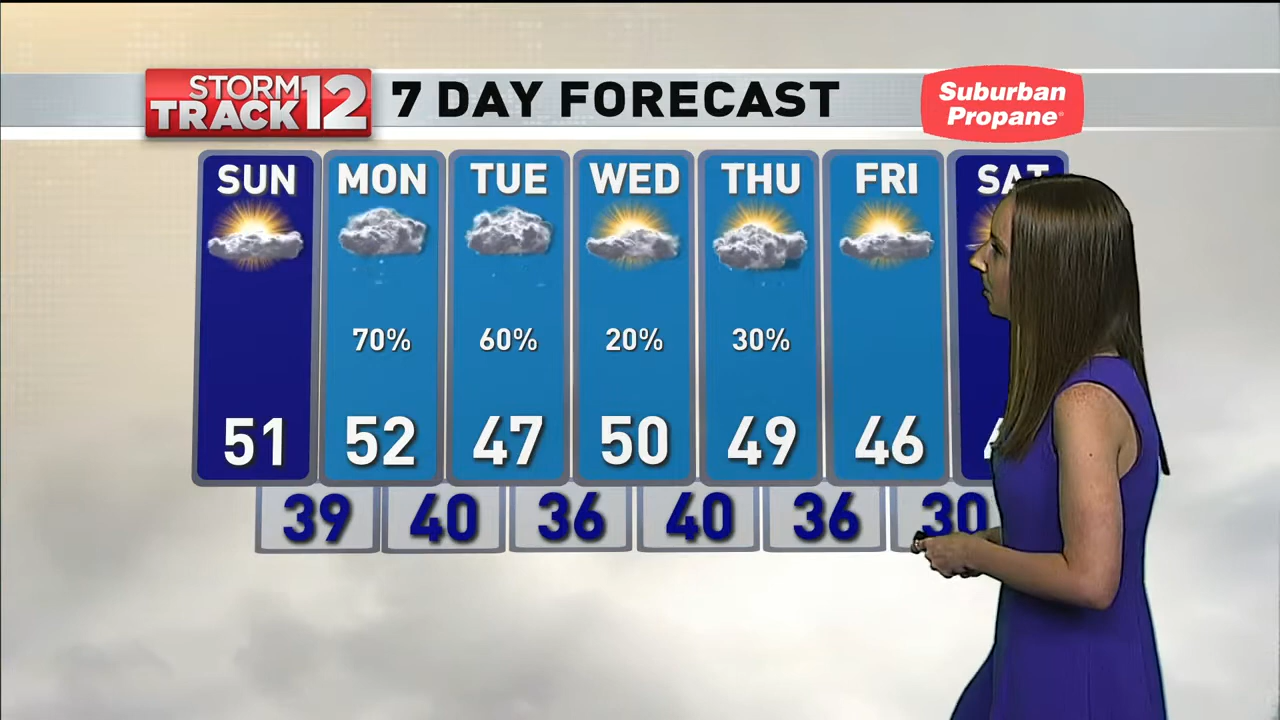 STORM
TRACK 12
7 DAY FORECAST
Suburban
Propane®
SUN MON TUE WED THU FRI SAT
70% 60% 20% 30%
51 52 47 50 49 46
39 40 36 40 36 30